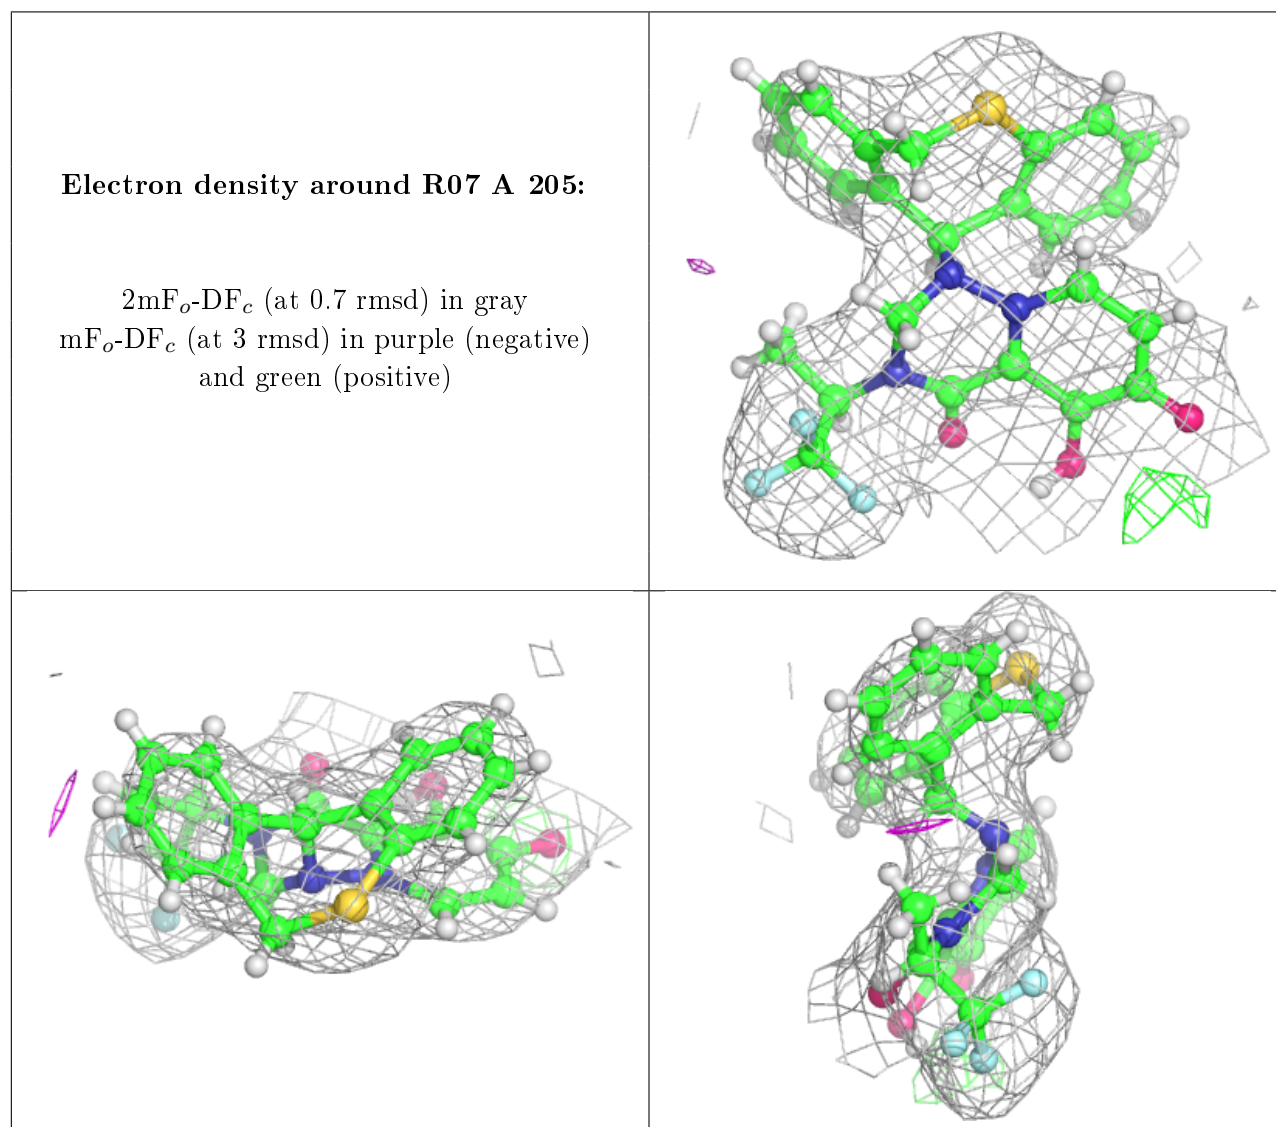 Electron density around R07 A 205:
2mFₒ-DF𝒸 (at 0.7 rmsd) in gray
mFₒ-DF𝒸 (at 3 rmsd) in purple (negative)
and green (positive)